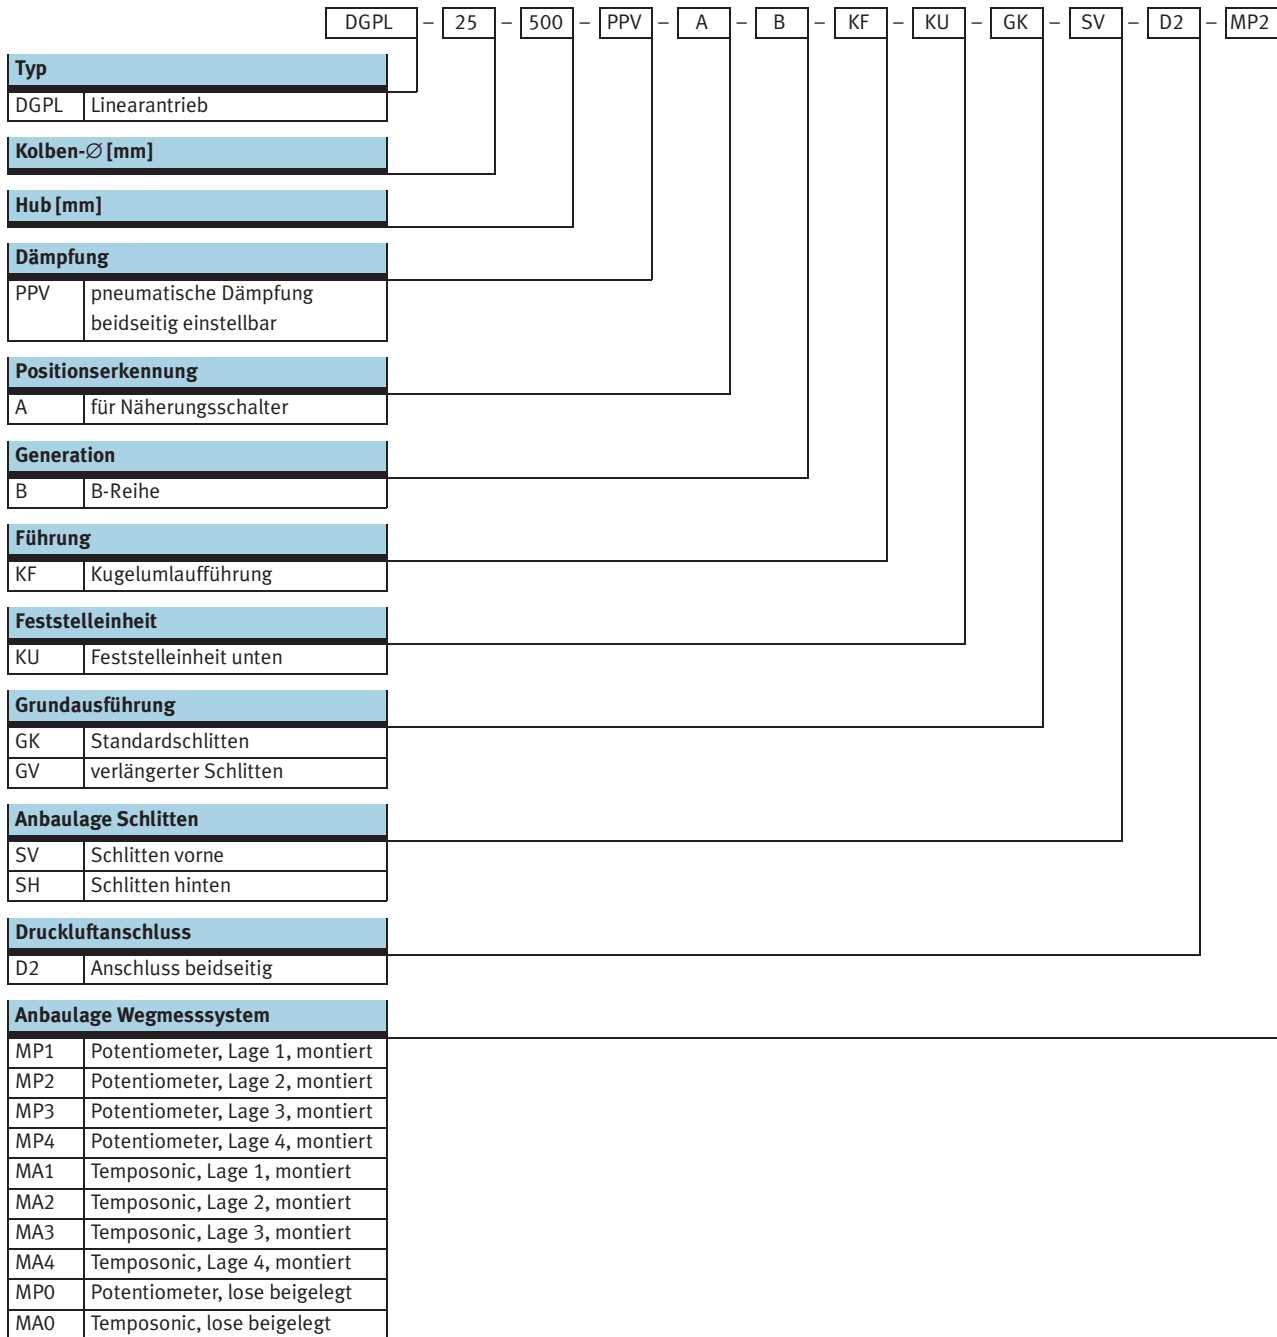 DGPL – 25 – 500 – PPV – A – B – KF – KU – GK – SV – D2 – MP2
Typ
DGPL Linearantrieb
Kolben-∅ [mm]
Hub [mm]
Dämpfung
PPV pneumatische Dämpfung
beidseitig einstellbar
Positionserkennung
A für Näherungsschalter
Generation
B B-Reihe
Führung
KF Kugelumlaufführung
Feststelleinheit
KU Feststelleinheit unten
Grundausführung
GK Standardschlitten
GV verlängerter Schlitten
Anbaulage Schlitten
SV Schlitten vorne
SH Schlitten hinten
Druckluftanschluss
D2 Anschluss beidseitig
Anbaulage Wegmesssystem
MP1 Potentiometer, Lage 1, montiert
MP2 Potentiometer, Lage 2, montiert
MP3 Potentiometer, Lage 3, montiert
MP4 Potentiometer, Lage 4, montiert
MA1 Temposonic, Lage 1, montiert
MA2 Temposonic, Lage 2, montiert
MA3 Temposonic, Lage 3, montiert
MA4 Temposonic, Lage 4, montiert
MP0 Potentiometer, lose beigelegt
MA0 Temposonic, lose beigelegt